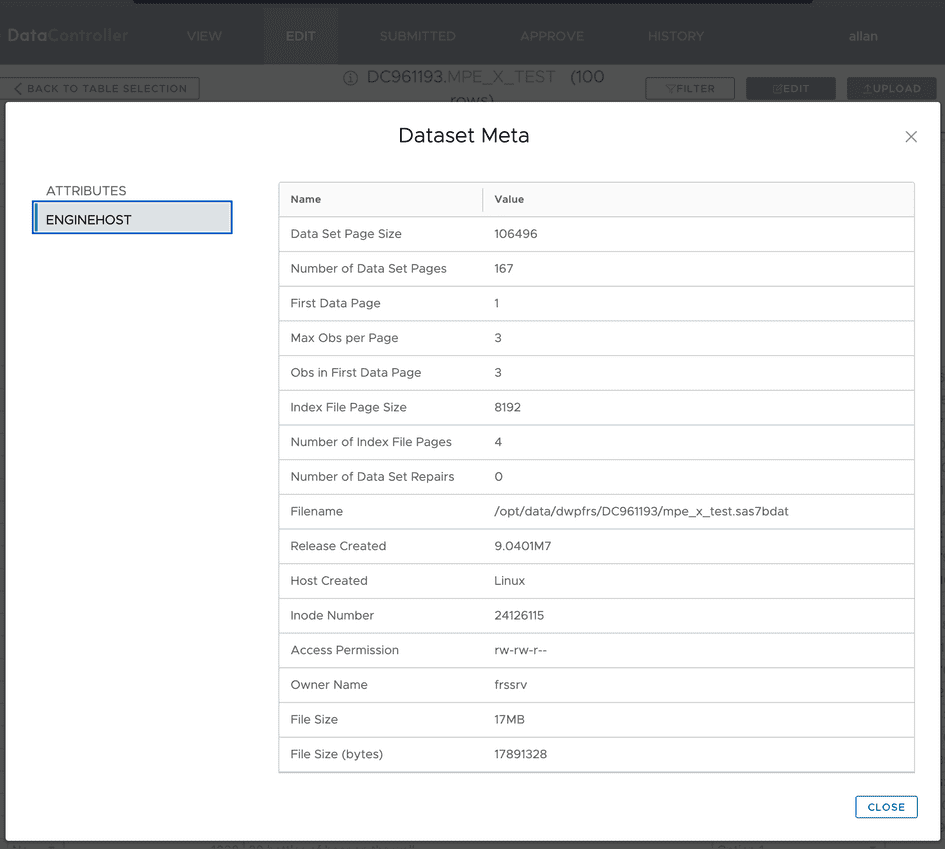 DataController
VIEW
EDIT
SUBMITTED
APPROVE
HISTORY
allan
BACK TO TABLE SELECTION
DC961193.MPE_X_TEST (100
rows)
FILTER
EDIT
UPLOAD
Dataset Meta
ATTRIBUTES
ENGINEHOST
Name Value
Data Set Page Size 106496
Number of Data Set Pages 167
First Data Page 1
Max Obs per Page 3
Obs in First Data Page 3
Index File Page Size 8192
Number of Index File Pages 4
Number of Data Set Repairs 0
Filename /opt/data/dwpfrs/DC961193/mpe_x_test.sas7bdat
Release Created 9.0401M7
Host Created Linux
Inode Number 24126115
Access Permission rw-rw-r--
Owner Name frssrv
File Size 17MB
File Size (bytes) 17891328
CLOSE